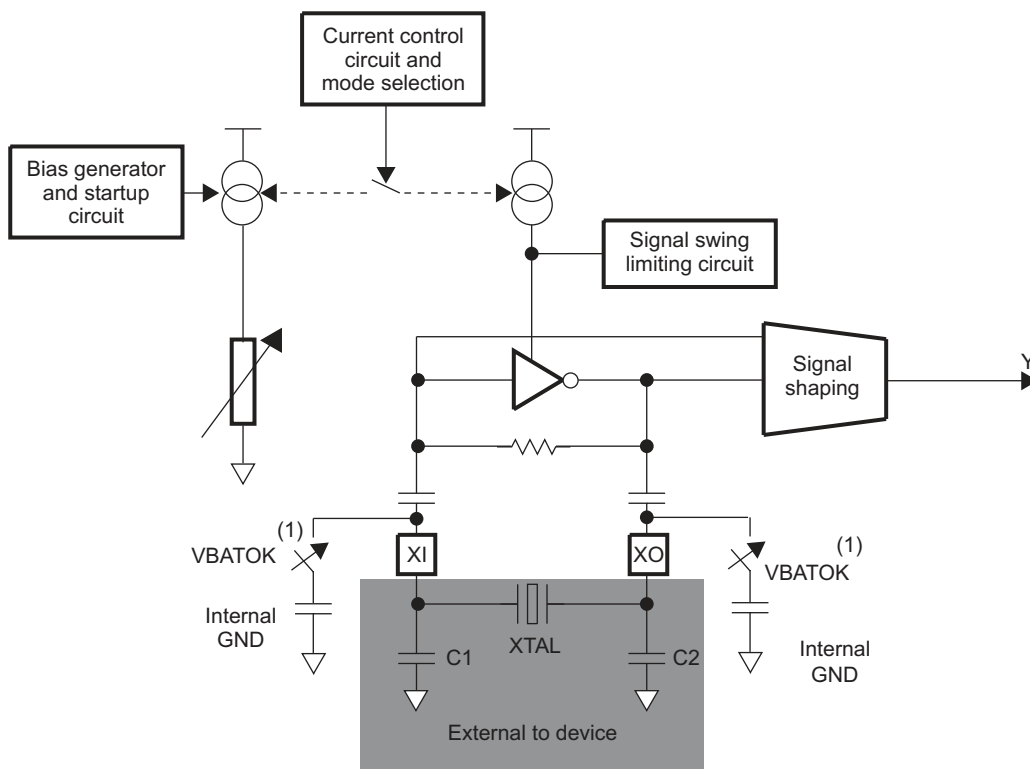 Current control
circuit and
mode selection
Bias generator
and startup
circuit
Signal swing
limiting circuit
Signal
shaping
Y
(1)
VBATOK
XI
XO
(1)
VBATOK
Internal
GND
XTAL
C1
C2
Internal
GND
External to device